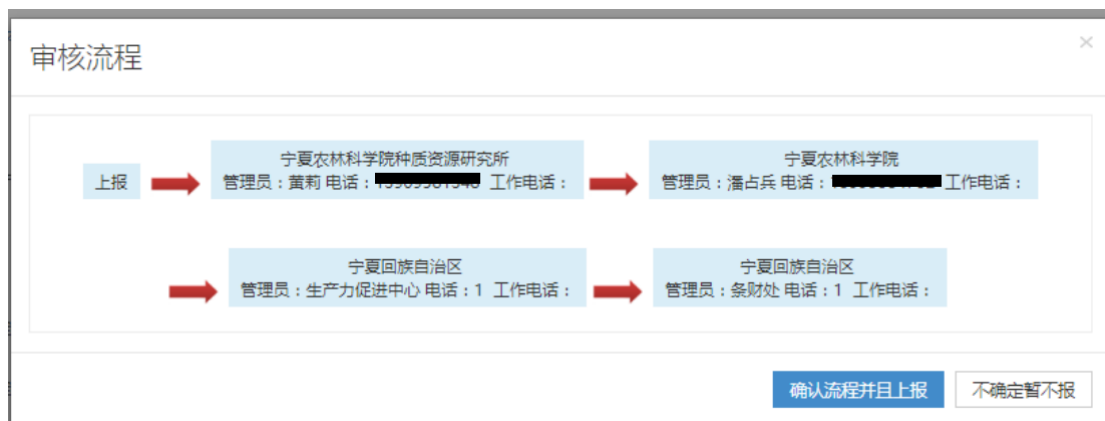 审核流程
×
上报
宁夏农林科学院种质资源研究所
管理员：黄莉 电话： 工作电话：
宁夏农林科学院
管理员：潘占兵 电话： 工作电话：
宁夏回族自治区
管理员：生产力促进中心 电话：1 工作电话：
宁夏回族自治区
管理员：条财处 电话：1 工作电话：
确认流程并且上报
不确定暂不报